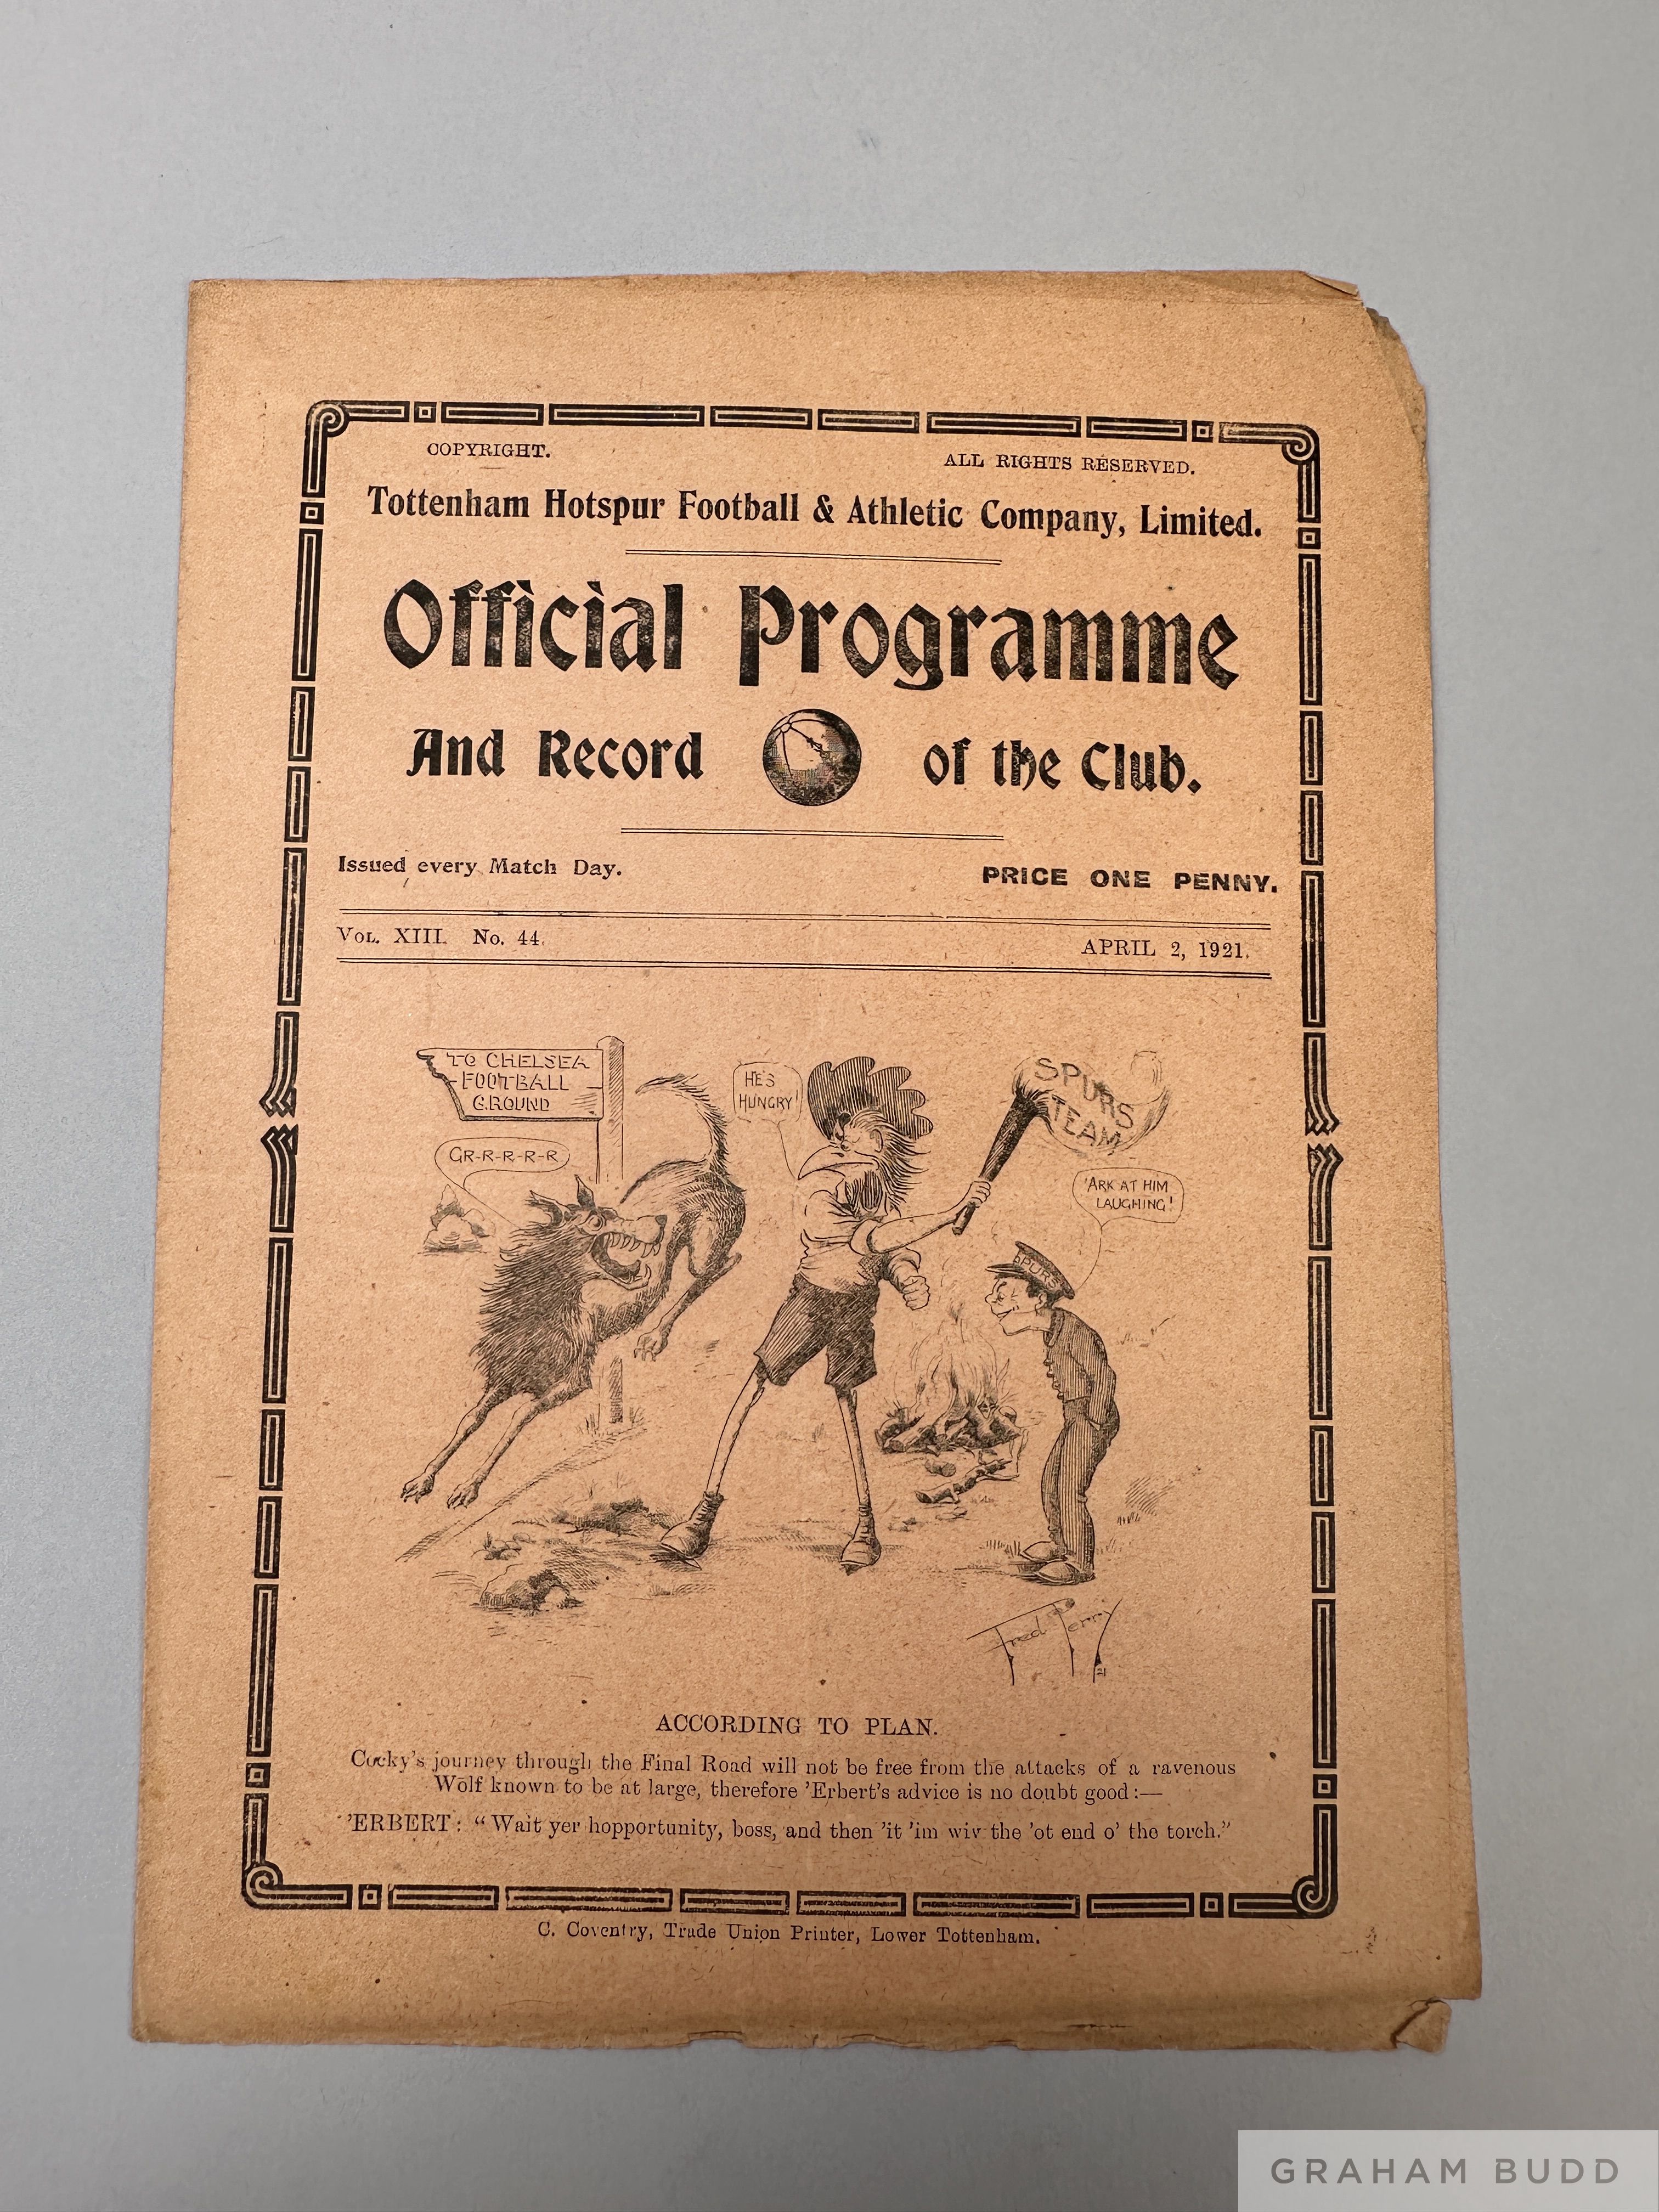 COPYRIGHT.
ALL RIGHTS RESERVED.
Tottenham Hotspur Football & Athletic Company, Limited.
Official Programme
And Record of the Club.
Issued every Match Day.
PRICE ONE PENNY.
VOL. XIII. No. 44.
APRIL 2, 1921.
TO CHELSEA
FOOTBALL
GROUND
GR-R-R-R-R
HE'S
HUNGRY!
SPURS
TEAM
'ARK AT HIM
LAUGHING!
SPURS
Fred Perry
21
ACCORDING TO PLAN.
Cocky's journey through the Final Road will not be free from the attacks of a ravenous
Wolf known to be at large, therefore 'Erbert's advice is no doubt good:—
'ERBERT: "Wait yer hopportunity, boss, and then 'it 'im wiv the 'ot end o' the torch."
C. Coventry, Trade Union Printer, Lower Tottenham.
GRAHAM BUDD